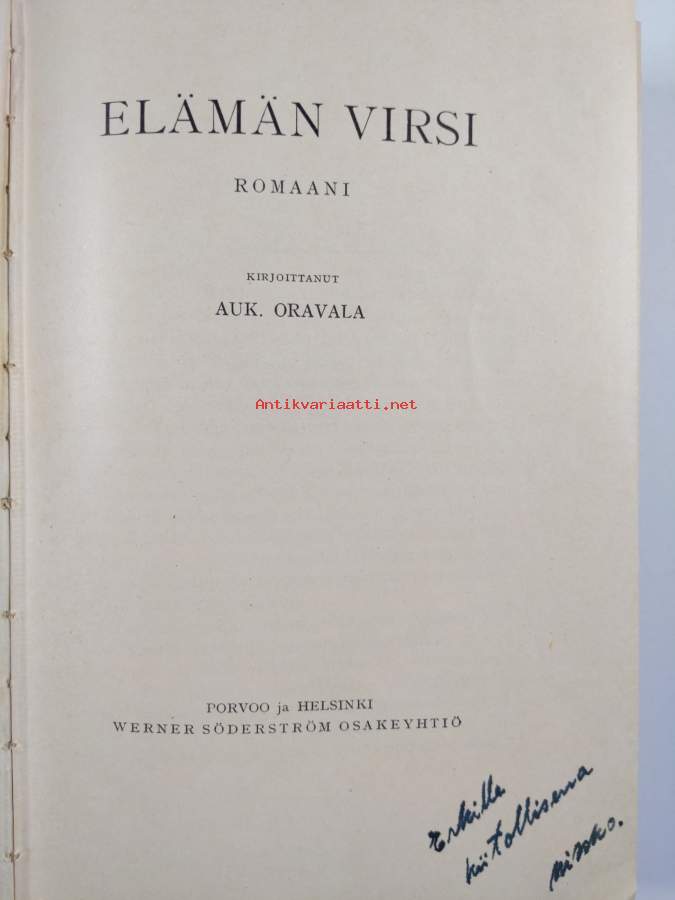 ELÄMÄN VIRSI
ROMAANI
KIRJOITTANUT
AUK. ORAVALA
Antikvariaatti.net
PORVOO ja HELSINKI
WERNER SÖDERSTRÖM OSAKEYHTIÖ
Erkille
kiitollisena